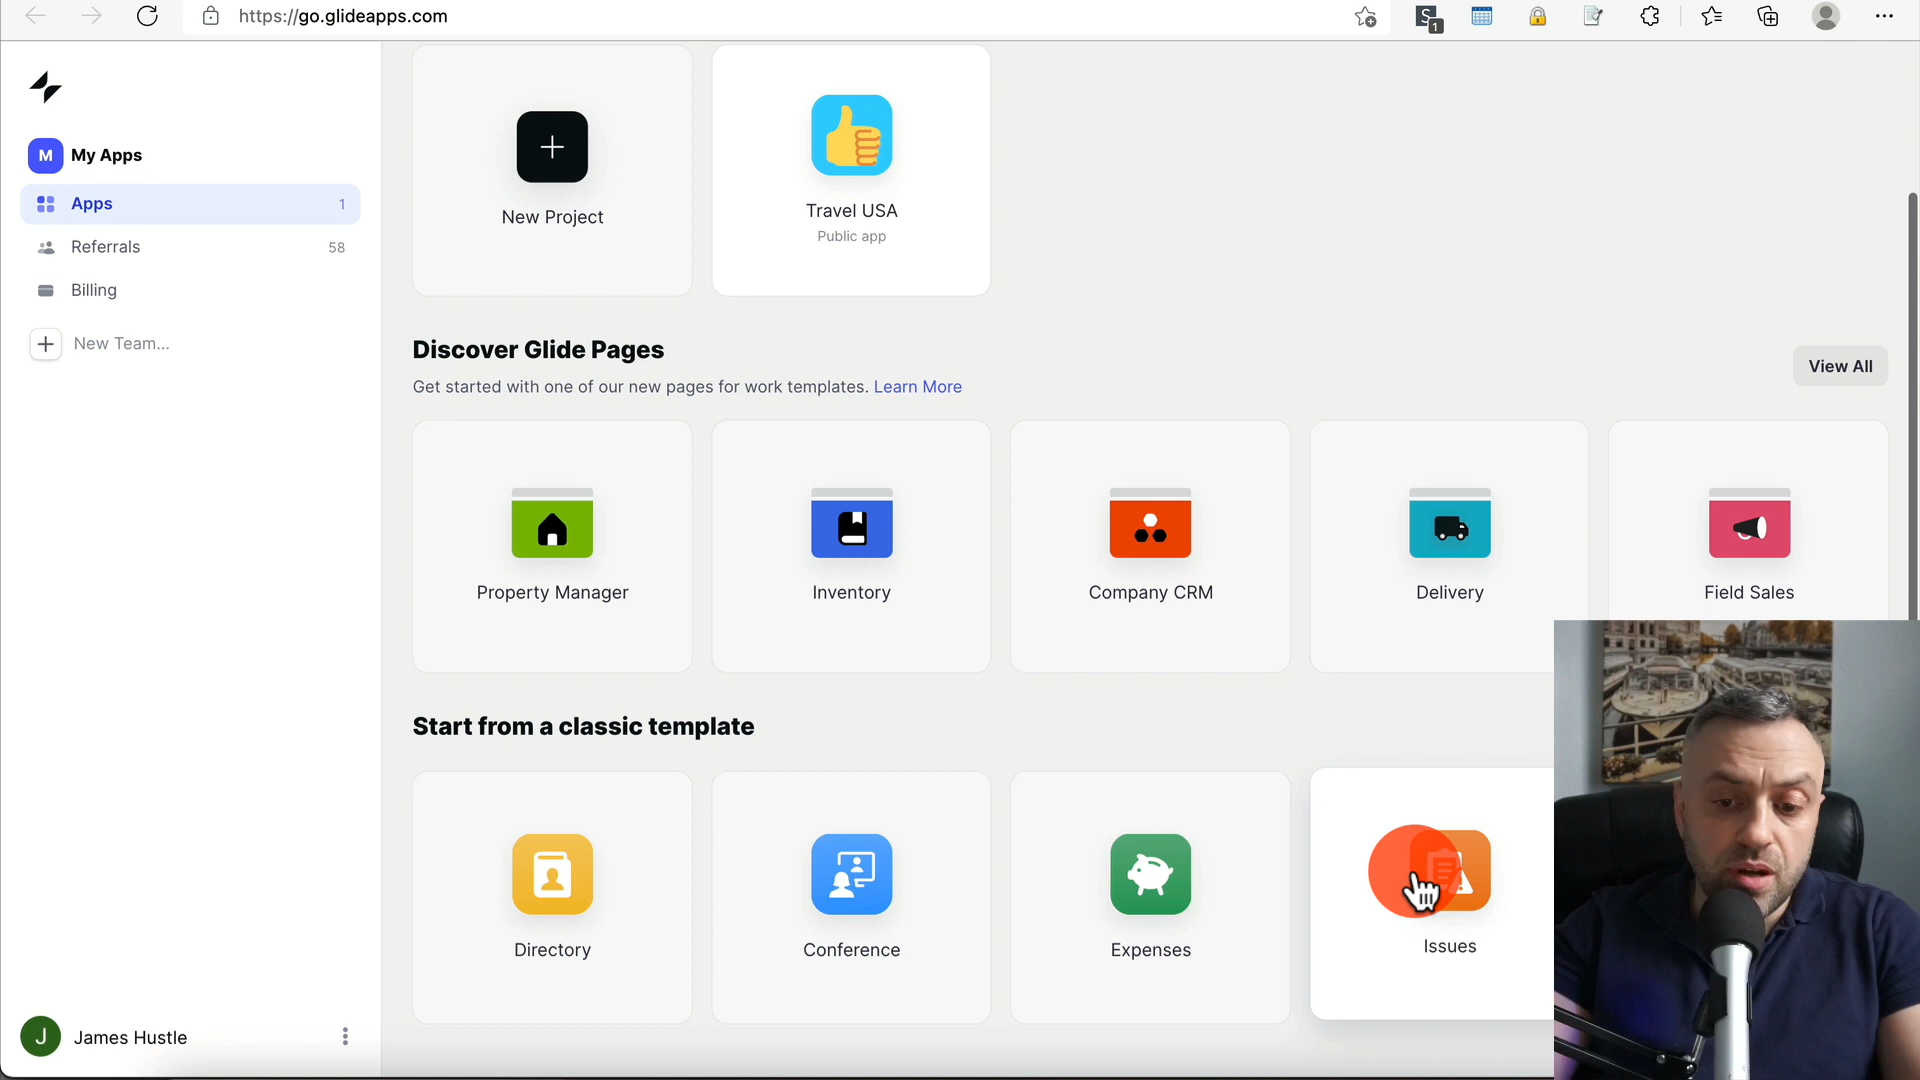 https://go.glideapps.com
S
1
M
My Apps
Apps
1
Referrals
58
Billing
New Team...
New Project
Travel USA
Public app
Discover Glide Pages
View All
Get started with one of our new pages for work templates. Learn More
Property Manager
Inventory
Company CRM
Delivery
Field Sales
Start from a classic template
Directory
Conference
Expenses
Issues
J
James Hustle